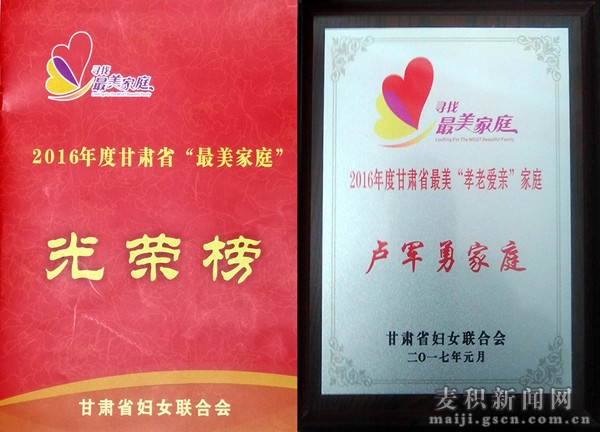 寻找
最美家庭
2016年度甘肃省“最美家庭”
光荣榜
甘肃省妇女联合会
寻找
最美家庭
Looking For The MOST Beautiful Family
2016年度甘肃省最美“孝老爱亲”家庭
卢军勇家庭
甘肃省妇女联合会
二〇一七年元月
麦积新闻网
maiji.gscn.com.cn